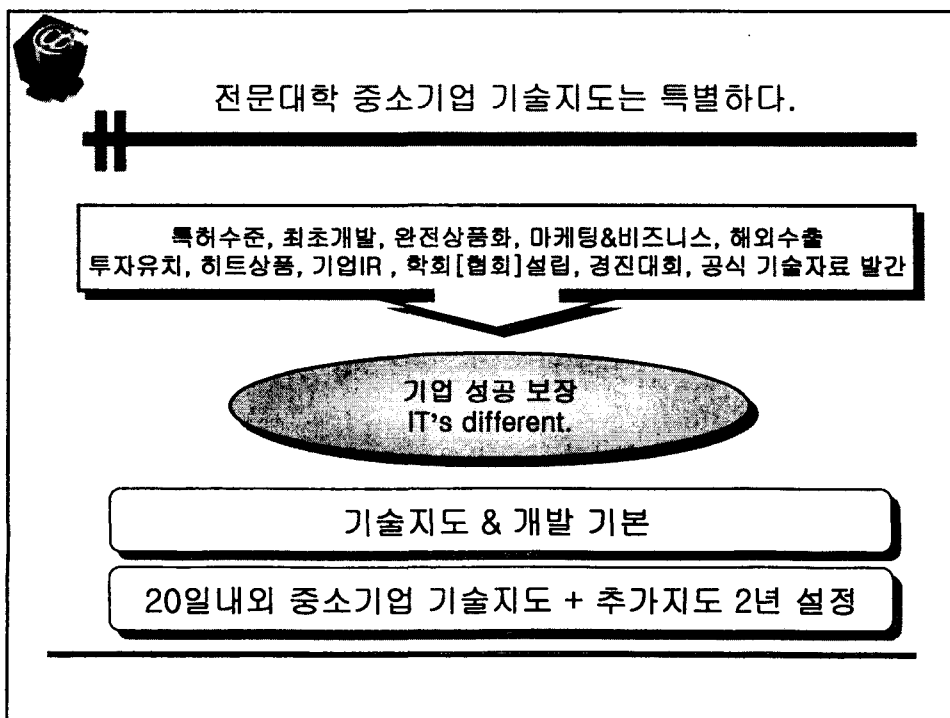 전문대학 중소기업 기술지도는 특별하다.
특허수준, 최초개발, 완전상품화, 마케팅&비즈니스, 해외수출
투자유치, 히트상품, 기업IR , 학회[협회]설립, 경진대회, 공식 기술자료 발간
기업 성공 보장
IT's different.
기술지도 & 개발 기본
20일내외 중소기업 기술지도 + 추가지도 2년 설정